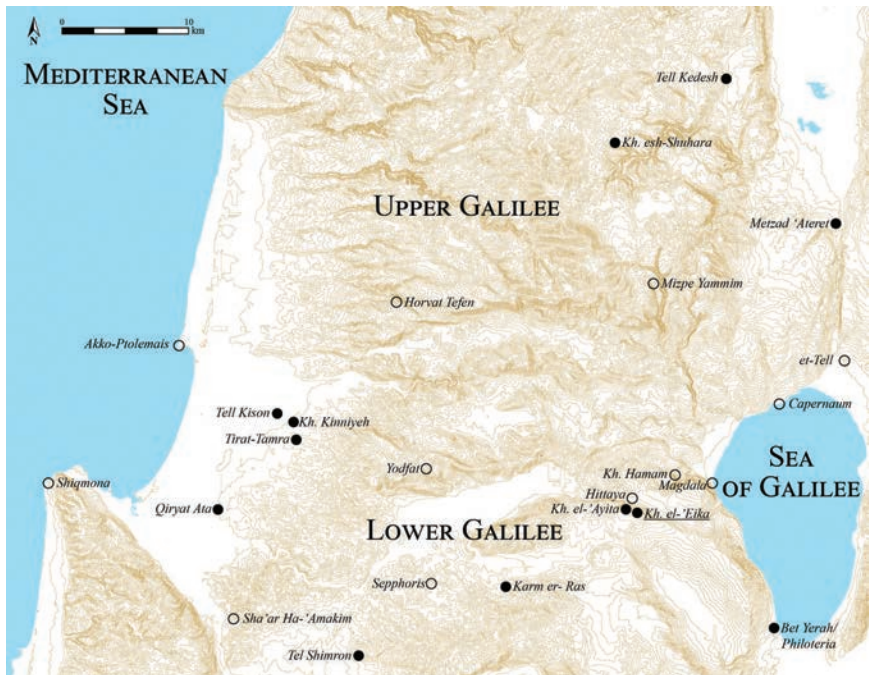 0 10
km
N
MEDITERRANEAN
SEA
Tell Kedesh
Kh. esh-Shuhara
UPPER GALILEE
Metzad ‘Ateret
Mizpe Yammim
Horvat Tefen
Akko-Ptolemais
et-Tell
Capernaum
Tell Kison
Kh. Kinniyeh
Tirat-Tamra
Yodfat
Kh. Hamam
Magdala
SEA
OF GALILEE
Shiqmona
Hittaya
Qiryat Ata
Kh. el-‘Ayita
Kh. el-‘Eika
LOWER GALILEE
Sepphoris
Karm er- Ras
Sha‘ar Ha-‘Amakim
Bet Yerah/
Philoteria
Tel Shimron